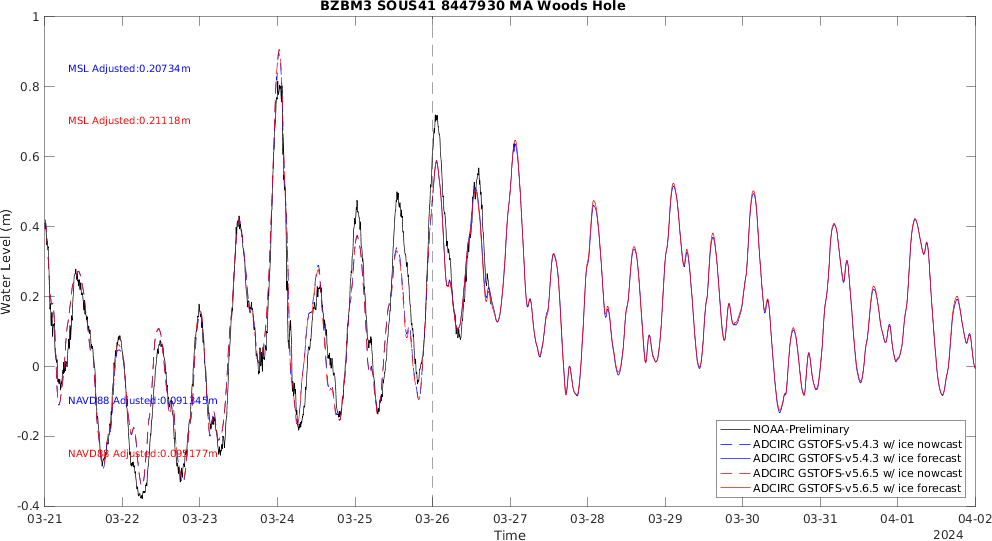 BZBM3 SOUS41 8447930 MA Woods Hole
1
0.8
0.6
0.4
0.2
0
-0.2
-0.4
Water Level (m)
MSL Adjusted:0.20734m
MSL Adjusted:0.21118m
NAVD88 Adjusted:0.091345m
NAVD88 Adjusted:0.095177m
NOAA-Preliminary
ADCIRC GSTOFS-v5.4.3 w/ ice nowcast
ADCIRC GSTOFS-v5.4.3 w/ ice forecast
ADCIRC GSTOFS-v5.6.5 w/ ice nowcast
ADCIRC GSTOFS-v5.6.5 w/ ice forecast
03-21 03-22 03-23 03-24 03-25 03-26 03-27 03-28 03-29 03-30 03-31 04-01 04-02
Time
2024